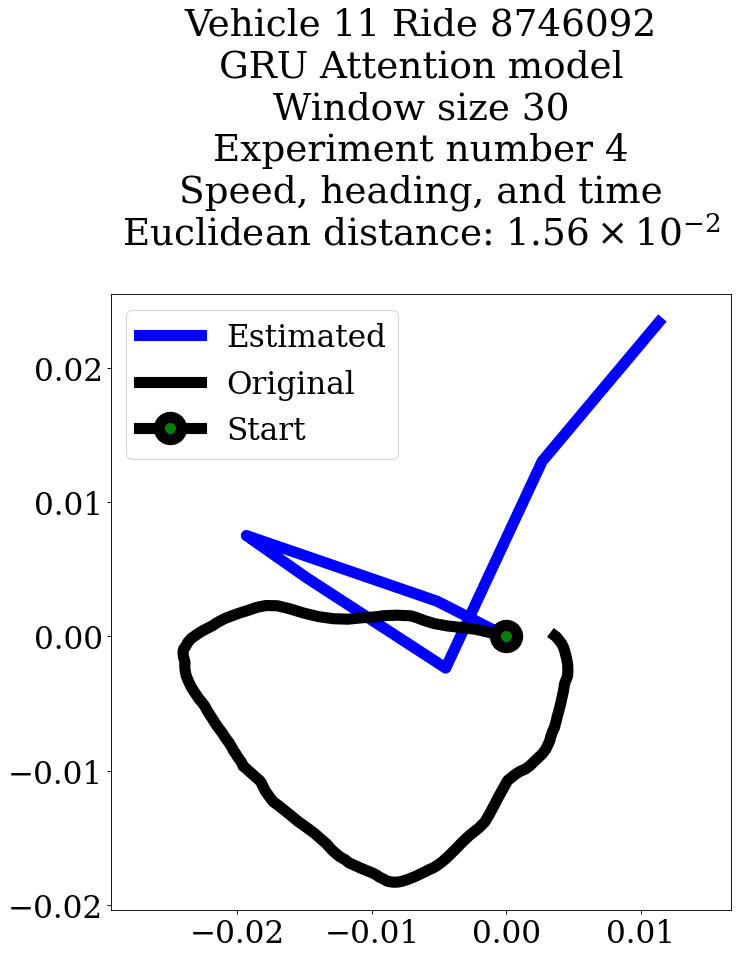 Vehicle 11 Ride 8746092
GRU Attention model
Window size 30
Experiment number 4
Speed, heading, and time
Euclidean distance: 1.56 × 10⁻²
Estimated
Original
Start
0.02
0.01
0.00
−0.01
−0.02
−0.02 −0.01 0.00 0.01